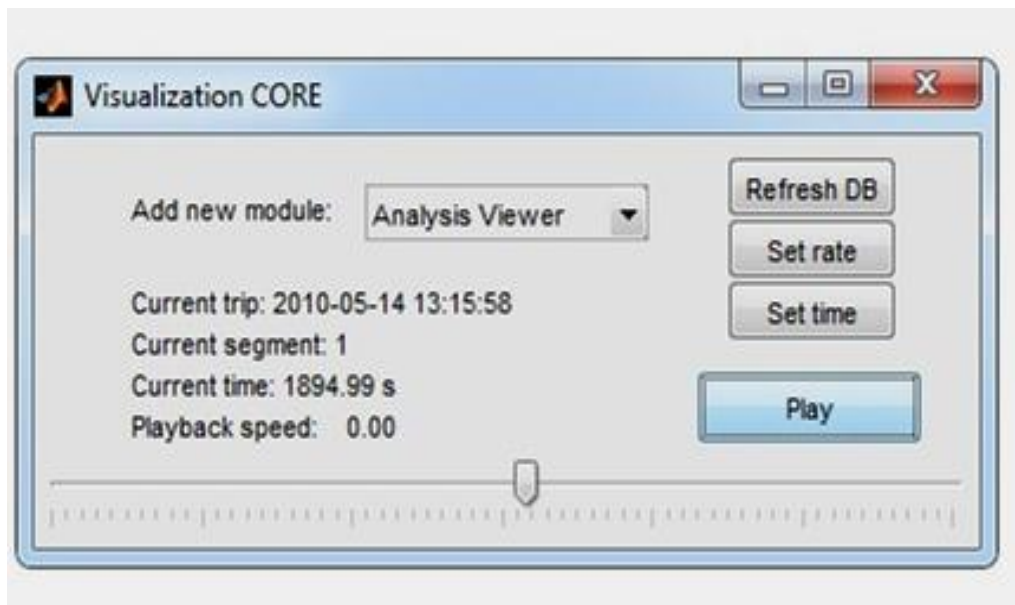 Visualization CORE
Add new module:
Analysis Viewer
Refresh DB
Set rate
Set time
Current trip: 2010-05-14 13:15:58
Current segment: 1
Current time: 1894.99 s
Playback speed: 0.00
Play